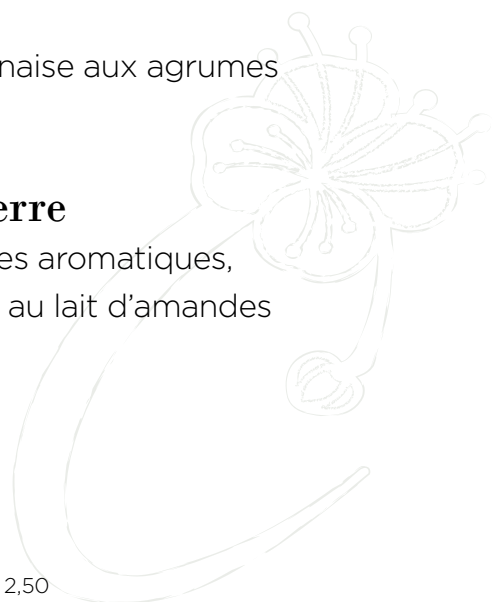 naise aux agrumes
erre
es aromatiques,
au lait d’amandes
2,50